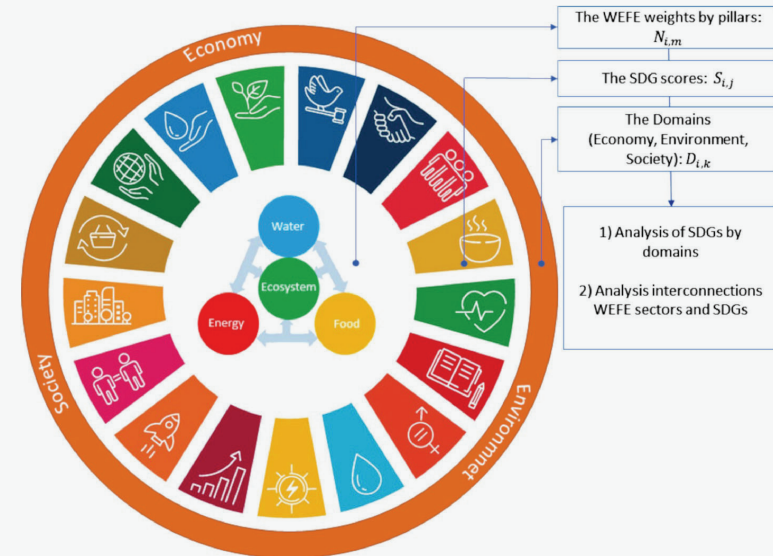 Economy
Society
Environmnet
Water
Ecosystem
Energy
Food
The WEFE weights by pillars:
N_{i,m}
The SDG scores: S_{i,j}
The Domains
(Economy, Environment,
Society): D_{i,k}
1) Analysis of SDGs by
domains
2) Analysis interconnections
WEFE sectors and SDGs